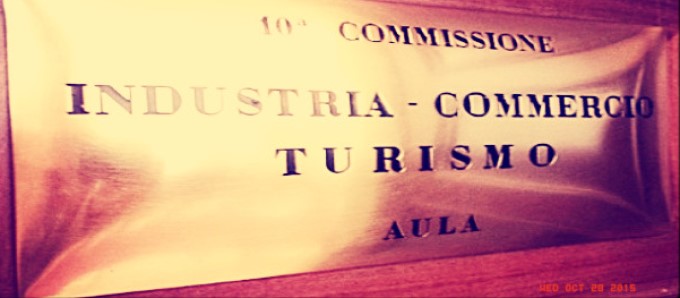 10ª COMMISSIONE
INDUSTRIA - COMMERCIO
TURISMO
AULA
WED OCT 28 2015